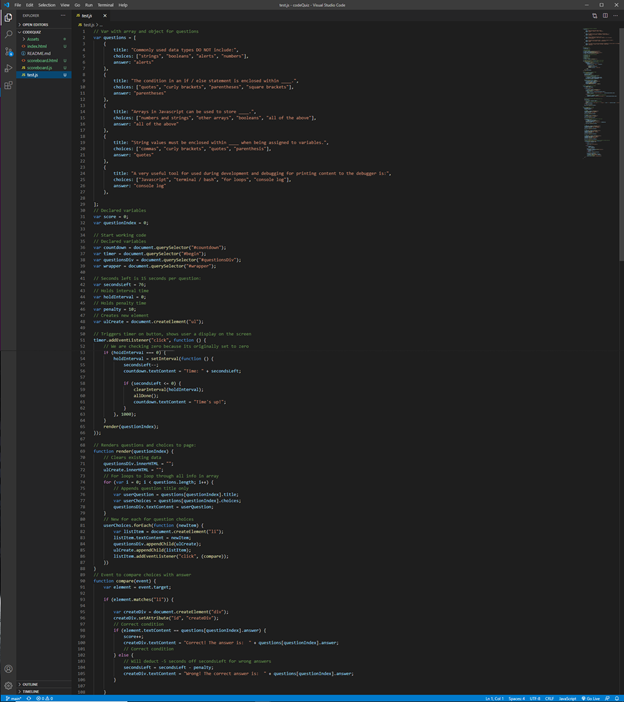 File Edit Selection View Go Run Terminal Help
test.js - codeQuiz - Visual Studio Code
EXPLORER
OPEN EDITORS
CODEQUIZ
Assets
index.html U
README.md
scoreboard.html U
scoreboard.js U
test.js U
OUTLINE
TIMELINE
test.js
test.js > ...
// Var with array and object for questions
var questions = [
{
title: "Commonly used data types DO NOT include:",
choices: ["strings", "booleans", "alerts", "numbers"],
answer: "alerts"
},
{
title: "The condition in an if / else statement is enclosed within ____.",
choices: ["quotes", "curly brackets", "parentheses", "square brackets"],
answer: "parentheses"
},
{
title: "Arrays in Javascript can be used to store ____.",
choices: ["numbers and strings", "other arrays", "booleans", "all of the above"],
answer: "all of the above"
},
{
title: "String values must be enclosed within ____ when being assigned to variables.",
choices: ["commas", "curly brackets", "quotes", "parenthesis"],
answer: "quotes"
},
{
title: "A very useful tool for used during development and debugging for printing content to the debugger is:",
choices: ["Javascript", "terminal / bash", "for loops", "console log"],
answer: "console log"
},
];
// Declared variables
var score = 0;
var questionIndex = 0;
// Start working code
// Declared variables
var countdown = document.querySelector("#countdown");
var timer = document.querySelector("#begin");
var questionsDiv = document.querySelector("#questionsDiv");
var wrapper = document.querySelector("#wrapper");
// Seconds left is 15 seconds per question:
var secondsLeft = 76;
// Holds interval time
var holdInterval = 0;
// Holds penalty time
var penalty = 10;
// Creates new element
var ulCreate = document.createElement("ul");
// Triggers timer on button, shows user a display on the screen
timer.addEventListener("click", function () {
// We are checking zero because its originally set to zero
if (holdInterval === 0) {
holdInterval = setInterval(function () {
secondsLeft--;
countdown.textContent = "Time: " + secondsLeft;
if (secondsLeft <= 0) {
clearInterval(holdInterval);
allDone();
countdown.textContent = "Time's up!";
}
}, 1000);
}
render(questionIndex);
});
// Renders questions and choices to page:
function render(questionIndex) {
// Clears existing data
questionsDiv.innerHTML = "";
ulCreate.innerHTML = "";
// For loops to loop through all info in array
for (var i = 0; i < questions.length; i++) {
// Appends question title only
var userQuestion = questions[questionIndex].title;
var userChoices = questions[questionIndex].choices;
questionsDiv.textContent = userQuestion;
}
// New for each for question choices
userChoices.forEach(function (newItem) {
var listItem = document.createElement("li");
listItem.textContent = newItem;
questionsDiv.appendChild(ulCreate);
ulCreate.appendChild(listItem);
listItem.addEventListener("click", (compare));
})
}
// Event to compare choices with answer
function compare(event) {
var element = event.target;
if (element.matches("li")) {
var createDiv = document.createElement("div");
createDiv.setAttribute("id", "createDiv");
// Correct condition
if (element.textContent == questions[questionIndex].answer) {
score++;
createDiv.textContent = "Correct! The answer is: " + questions[questionIndex].answer;
// Correct condition
} else {
// Will deduct -5 seconds off secondsLeft for wrong answers
secondsLeft = secondsLeft - penalty;
createDiv.textContent = "Wrong! The correct answer is: " + questions[questionIndex].answer;
}
}
main*
Ln 1, Col 1 Spaces: 4 UTF-8 CRLF JavaScript Go Live